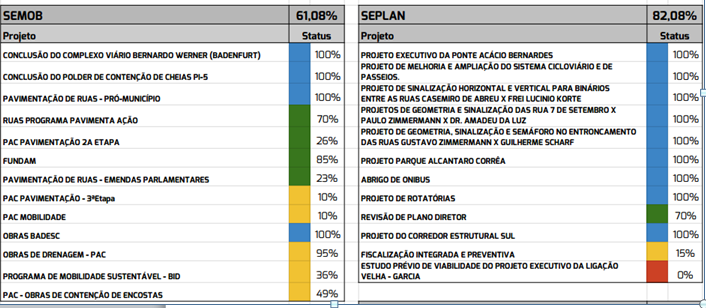 SEMOB 61,08%
Projeto Status
CONCLUSÃO DO COMPLEXO VIÁRIO BERNARDO WERNER (BADENFURT) 100%
CONCLUSÃO DO POLDER DE CONTENÇÃO DE CHEIAS PI-5 100%
PAVIMENTAÇÃO DE RUAS - PRÓ-MUNICÍPIO 100%
RUAS PROGRAMA PAVIMENTA AÇÃO 70%
PAC PAVIMENTAÇÃO 2A ETAPA 26%
FUNDAM 85%
PAVIMENTAÇÃO DE RUAS - EMENDAS PARLAMENTARES 23%
PAC PAVIMENTAÇÃO - 3ªEtapa 10%
PAC MOBILIDADE 10%
OBRAS BADESC 100%
OBRAS DE DRENAGEM - PAC 95%
PROGRAMA DE MOBILIDADE SUSTENTÁVEL - BID 36%
PAC - OBRAS DE CONTENÇÃO DE ENCOSTAS 49%
SEPLAN 82,08%
Projeto Status
PROJETO EXECUTIVO DA PONTE ACÁCIO BERNARDES 100%
PROJETO DE MELHORIA E AMPLIAÇÃO DO SISTEMA CICLOVIÁRIO E DE
PASSEIOS. 100%
PROJETO DE SINALIZAÇÃO HORIZONTAL E VERTICAL PARA BINÁRIOS
ENTRE AS RUAS CASEMIRO DE ABREU X FREI LUCINIO KORTE 100%
PROJETOS DE GEOMETRIA E SINALIZAÇÃO DAS RUA 7 DE SETEMBRO X
PAULO ZIMMERMANN X DR. AMADEU DA LUZ 100%
PROJETO DE GEOMETRIA, SINALIZAÇÃO E SEMÁFORO NO ENTRONCAMENTO
DAS RUAS GUSTAVO ZIMMERMANN X GUILHERME SCHARF 100%
PROJETO PARQUE ALCANTARO CORRÊA 100%
ABRIGO DE ONIBUS 100%
PROJETO DE ROTATÓRIAS 100%
REVISÃO DE PLANO DIRETOR 70%
PROJETO DO CORREDOR ESTRUTURAL SUL 100%
FISCALIZAÇÃO INTEGRADA E PREVENTIVA 15%
ESTUDO PRÉVIO DE VIABILIDADE DO PROJETO EXECUTIVO DA LIGAÇÃO
VELHA - GARCIA 0%